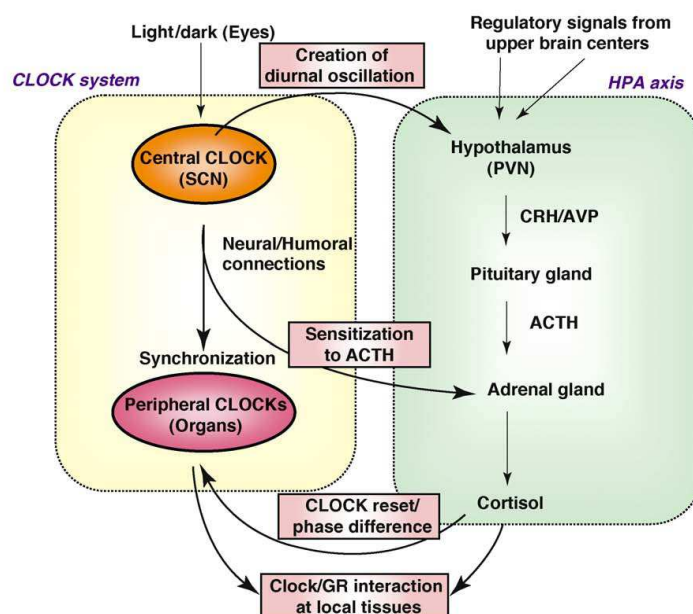 Light/dark (Eyes)
Regulatory signals from
upper brain centers
Creation of
diurnal oscillation
CLOCK system
HPA axis
Central CLOCK
(SCN)
Hypothalamus
(PVN)
CRH/AVP
Neural/Humoral
connections
Pituitary gland
ACTH
Sensitization
to ACTH
Synchronization
Adrenal gland
Peripheral CLOCKs
(Organs)
CLOCK reset/
phase difference
Cortisol
Clock/GR interaction
at local tissues